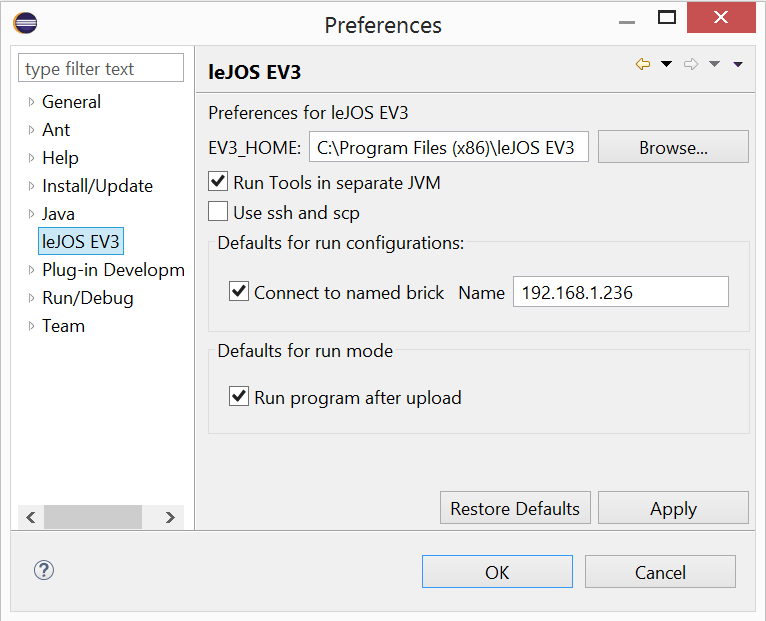 Preferences
type filter text
General
Ant
Help
Install/Update
Java
leJOS EV3
Plug-in Developm
Run/Debug
Team
leJOS EV3
Preferences for leJOS EV3
EV3_HOME: C:\Program Files (x86)\leJOS EV3 Browse...
Run Tools in separate JVM
Use ssh and scp
Defaults for run configurations:
Connect to named brick Name 192.168.1.236
Defaults for run mode
Run program after upload
Restore Defaults Apply
? OK Cancel